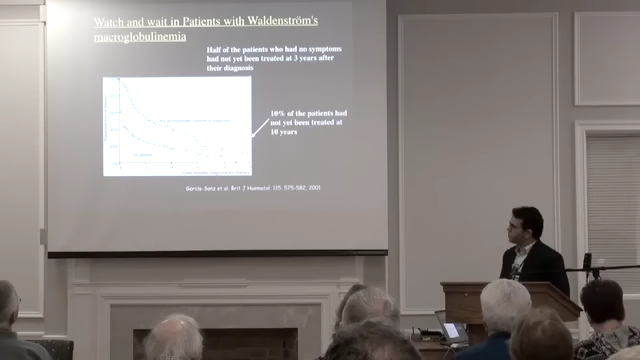 Watch and wait in Patients with Waldenström's
macroglobulinemia
Half of the patients who had no symptoms
had not yet been treated at 3 years after
their diagnosis
10% of the patients had
not yet been treated at
10 years
García-Sanz et al. Brit J Haematol 115: 575-582, 2001